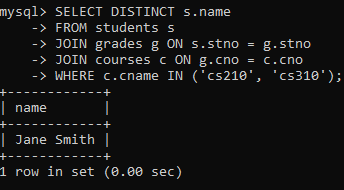 mysql> SELECT DISTINCT s.name
    -> FROM students s
    -> JOIN grades g ON s.stno = g.stno
    -> JOIN courses c ON g.cno = c.cno
    -> WHERE c.cname IN ('cs210', 'cs310');
+------------+
| name       |
+------------+
| Jane Smith |
+------------+
1 row in set (0.00 sec)